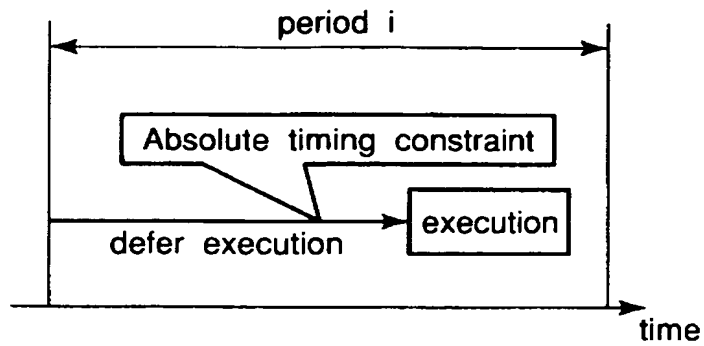 period i
Absolute timing constraint
execution
defer execution
time